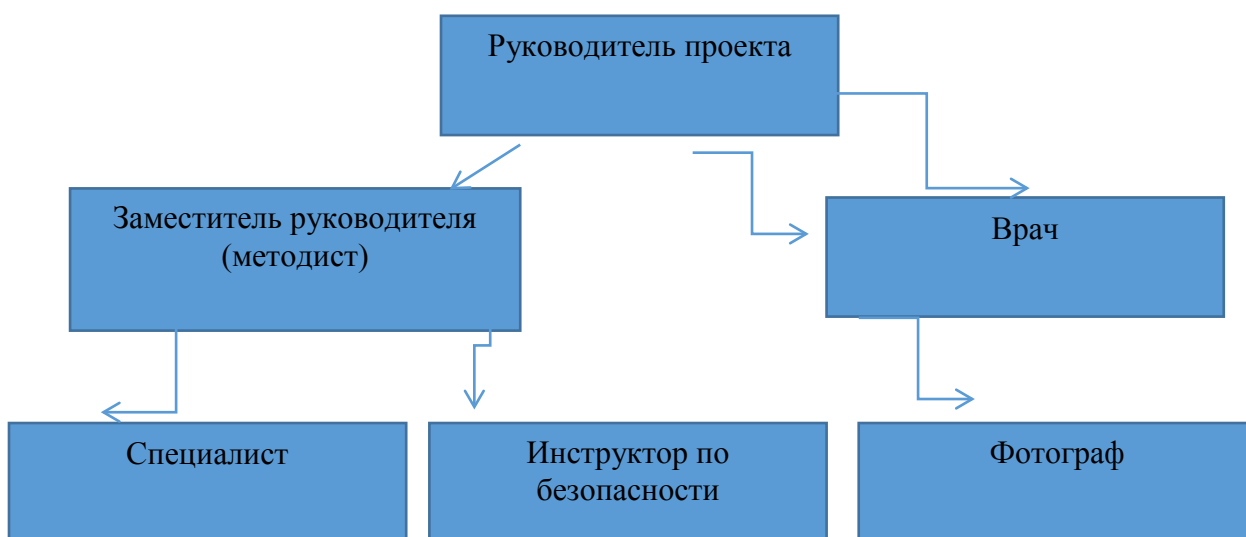 Руководитель проекта
Заместитель руководителя
(методист)
Врач
Специалист
Инструктор по
безопасности
Фотограф